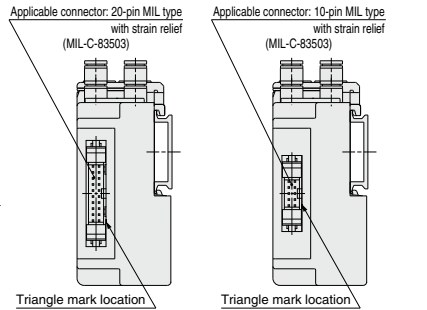 Applicable connector: 20-pin MIL type
with strain relief
(MIL-C-83503)
Triangle mark location
Applicable connector: 10-pin MIL type
with strain relief
(MIL-C-83503)
Triangle mark location